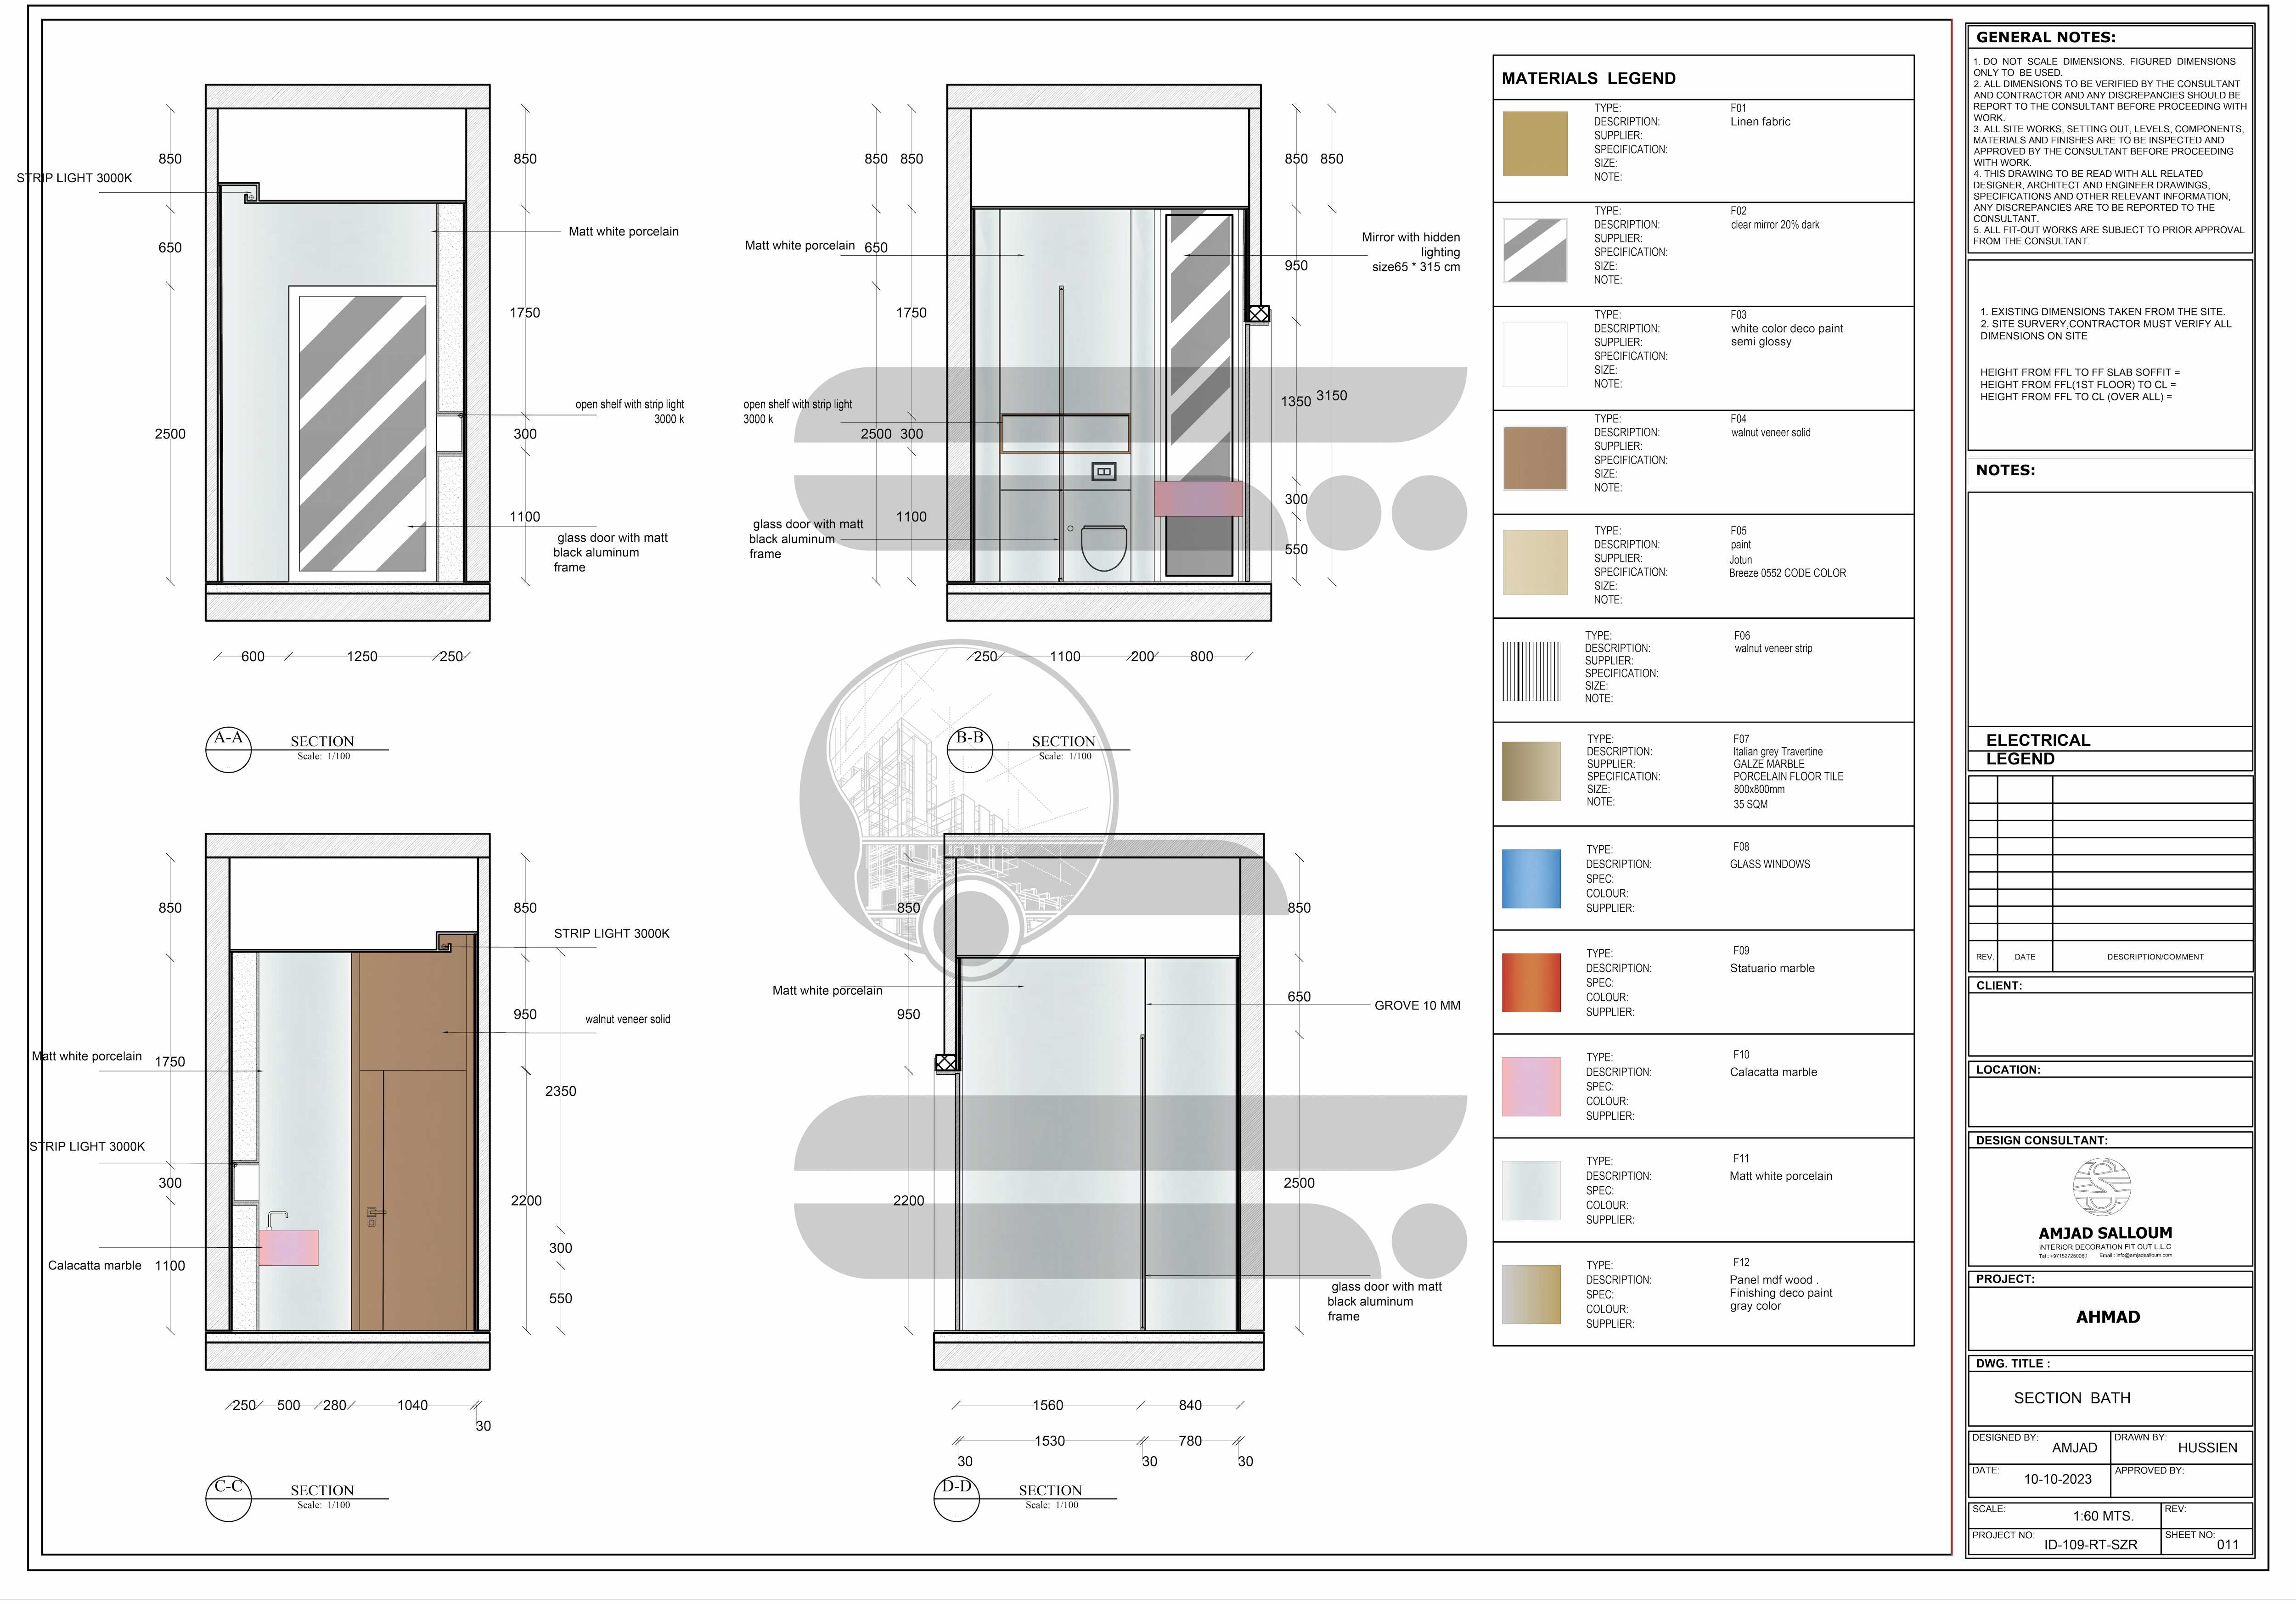 850
STRIP LIGHT 3000K
650
2500
850
Matt white porcelain
1750
open shelf with strip light
3000 k
300
1100
glass door with matt
black aluminum
frame
600 1250 250
A-A
SECTION
Scale: 1/100
850 850
Matt white porcelain 650
1750
open shelf with strip light
3000 k
2500 300
glass door with matt
black aluminum
frame
1100
850 850
Mirror with hidden
lighting
size65 * 315 cm
950
1350 3150
300
550
250 1100 200 800
B-B
SECTION
Scale: 1/100
850
Matt white porcelain 1750
STRIP LIGHT 3000K
300
Calacatta marble 1100
850
STRIP LIGHT 3000K
950
walnut veneer solid
2350
2200
300
550
250 500 280 1040
30
C-C
SECTION
Scale: 1/100
850
Matt white porcelain
950
2200
850
650
GROVE 10 MM
2500
glass door with matt
black aluminum
frame
1560 840
1530 780
30 30 30
D-D
SECTION
Scale: 1/100
MATERIALS LEGEND
TYPE: F01
DESCRIPTION: Linen fabric
SUPPLIER:
SPECIFICATION:
SIZE:
NOTE:
TYPE: F02
DESCRIPTION: clear mirror 20% dark
SUPPLIER:
SPECIFICATION:
SIZE:
NOTE:
TYPE: F03
DESCRIPTION: white color deco paint
SUPPLIER: semi glossy
SPECIFICATION:
SIZE:
NOTE:
TYPE: F04
DESCRIPTION: walnut veneer solid
SUPPLIER:
SPECIFICATION:
SIZE:
NOTE:
TYPE: F05
DESCRIPTION: paint
SUPPLIER: Jotun
SPECIFICATION: Breeze 0552 CODE COLOR
SIZE:
NOTE:
TYPE: F06
DESCRIPTION: walnut veneer strip
SUPPLIER:
SPECIFICATION:
SIZE:
NOTE:
TYPE: F07
DESCRIPTION: Italian grey Travertine
SUPPLIER: GALZE MARBLE
SPECIFICATION: PORCELAIN FLOOR TILE
SIZE: 800x800mm
NOTE: 35 SQM
TYPE: F08
DESCRIPTION: GLASS WINDOWS
SPEC:
COLOUR:
SUPPLIER:
TYPE: F09
DESCRIPTION: Statuario marble
SPEC:
COLOUR:
SUPPLIER:
TYPE: F10
DESCRIPTION: Calacatta marble
SPEC:
COLOUR:
SUPPLIER:
TYPE: F11
DESCRIPTION: Matt white porcelain
SPEC:
COLOUR:
SUPPLIER:
TYPE: F12
DESCRIPTION: Panel mdf wood .
SPEC: Finishing deco paint
COLOUR: gray color
SUPPLIER:
GENERAL NOTES:
1. DO NOT SCALE DIMENSIONS. FIGURED DIMENSIONS
ONLY TO BE USED.
2. ALL DIMENSIONS TO BE VERIFIED BY THE CONSULTANT
AND CONTRACTOR AND ANY DISCREPANCIES SHOULD BE
REPORT TO THE CONSULTANT BEFORE PROCEEDING WITH
WORK.
3. ALL SITE WORKS, SETTING OUT, LEVELS, COMPONENTS,
MATERIALS AND FINISHES ARE TO BE INSPECTED AND
APPROVED BY THE CONSULTANT BEFORE PROCEEDING
WITH WORK.
4. THIS DRAWING TO BE READ WITH ALL RELATED
DESIGNER, ARCHITECT AND ENGINEER DRAWINGS,
SPECIFICATIONS AND OTHER RELEVANT INFORMATION,
ANY DISCREPANCIES ARE TO BE REPORTED TO THE
CONSULTANT.
5. ALL FIT-OUT WORKS ARE SUBJECT TO PRIOR APPROVAL
FROM THE CONSULTANT.
1. EXISTING DIMENSIONS TAKEN FROM THE SITE.
2. SITE SURVERY,CONTRACTOR MUST VERIFY ALL
DIMENSIONS ON SITE
HEIGHT FROM FFL TO FF SLAB SOFFIT =
HEIGHT FROM FFL(1ST FLOOR) TO CL =
HEIGHT FROM FFL TO CL (OVER ALL) =
NOTES:
ELECTRICAL
LEGEND
REV. DATE DESCRIPTION/COMMENT
CLIENT:
LOCATION:
DESIGN CONSULTANT:
AMJAD SALLOUM
INTERIOR DECORATION FIT OUT L.L.C
Tel : +971527250060 Email : info@amjadsalloum.com
PROJECT:
AHMAD
DWG. TITLE :
SECTION BATH
DESIGNED BY: AMJAD
DRAWN BY: HUSSIEN
DATE: 10-10-2023
APPROVED BY:
SCALE: 1:60 MTS.
REV:
PROJECT NO: ID-109-RT-SZR
SHEET NO: 011